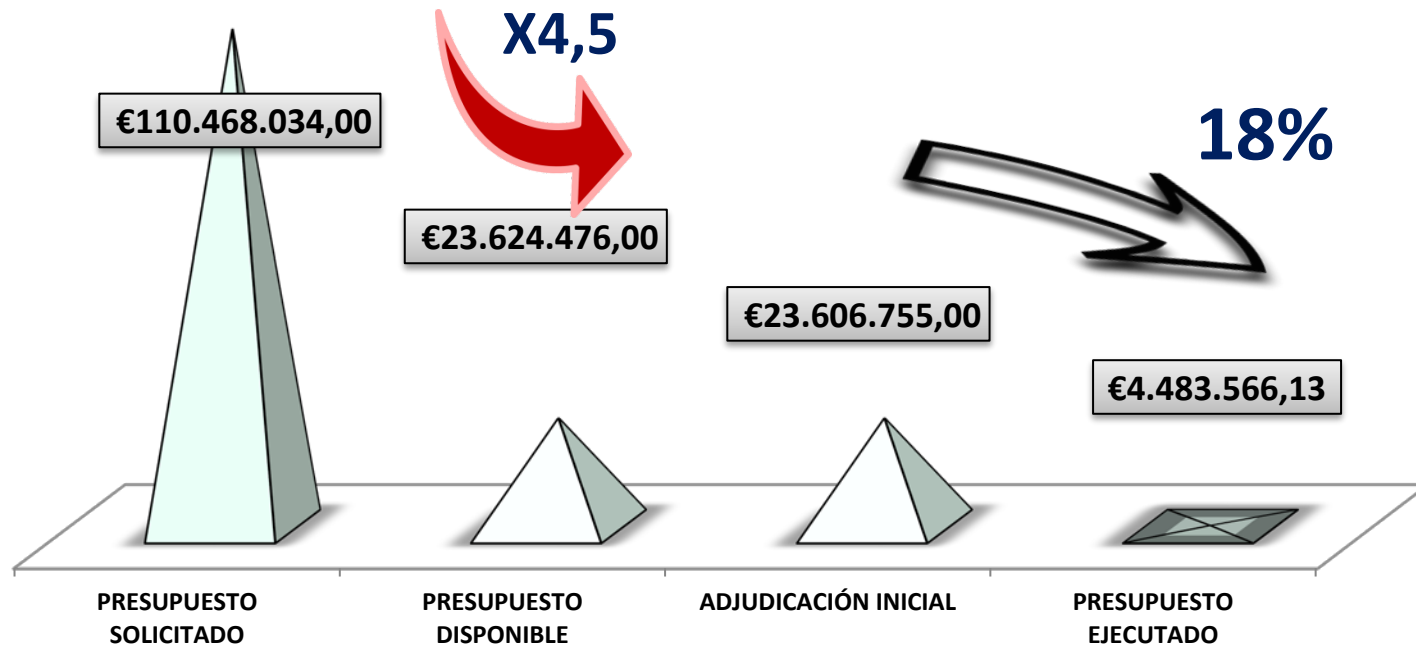 X4,5
€110.468.034,00
18%
€23.624.476,00
€23.606.755,00
€4.483.566,13
PRESUPUESTO
SOLICITADO
PRESUPUESTO
DISPONIBLE
ADJUDICACIÓN INICIAL
PRESUPUESTO
EJECUTADO